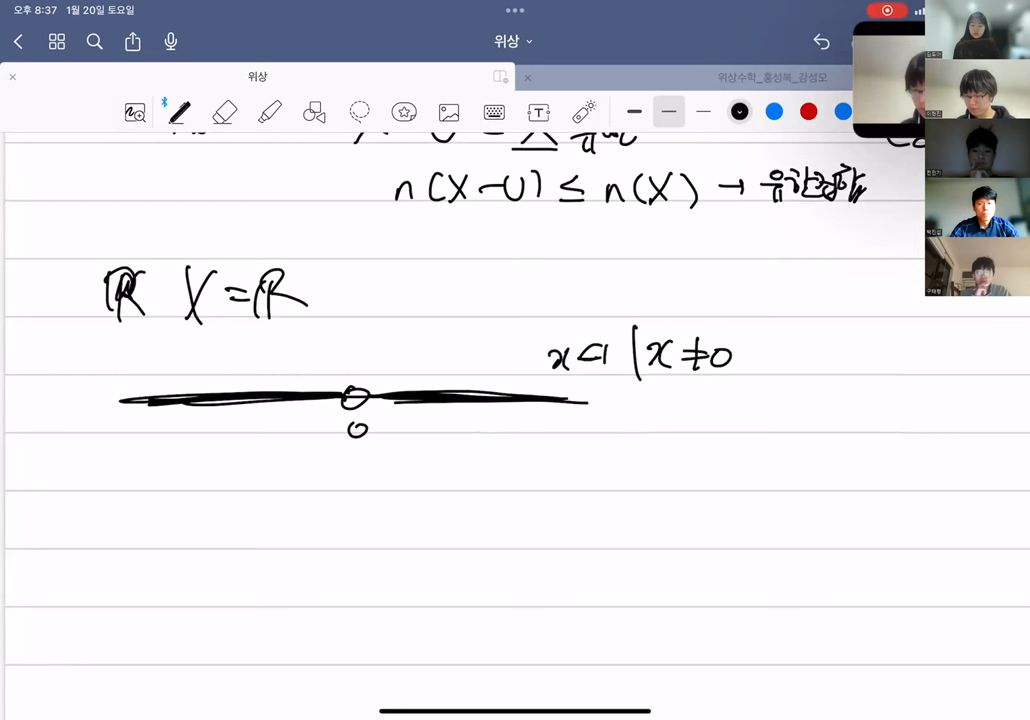 오후 8:37 1월 20일 토요일
위상
위상
위상수학_홍성복_강성모
n(X-U) ≤ n(X) → 유한집합
ℝ X=ℝ
x<1 | x≠0
0